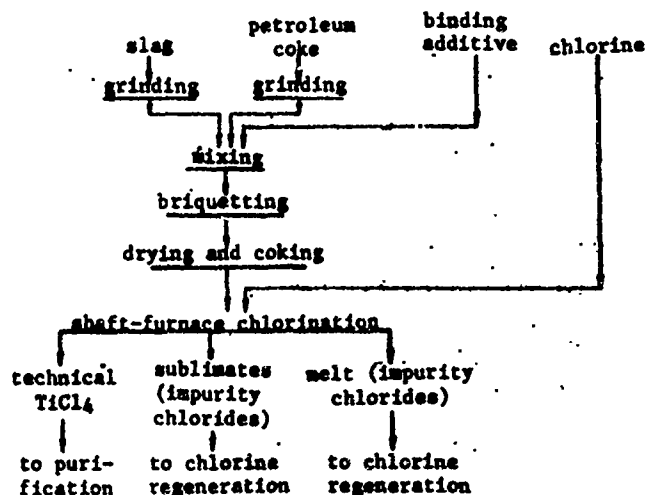 slag
petroleum
coke
binding
additive
chlorine
grinding
grinding
mixing
briquetting
drying and coking
shaft-furnace chlorination
technical
TiCl4
sublimates
(impurity
chlorides)
melt (impurity
chlorides)
to puri-
fication
to chlorine
regeneration
to chlorine
regeneration